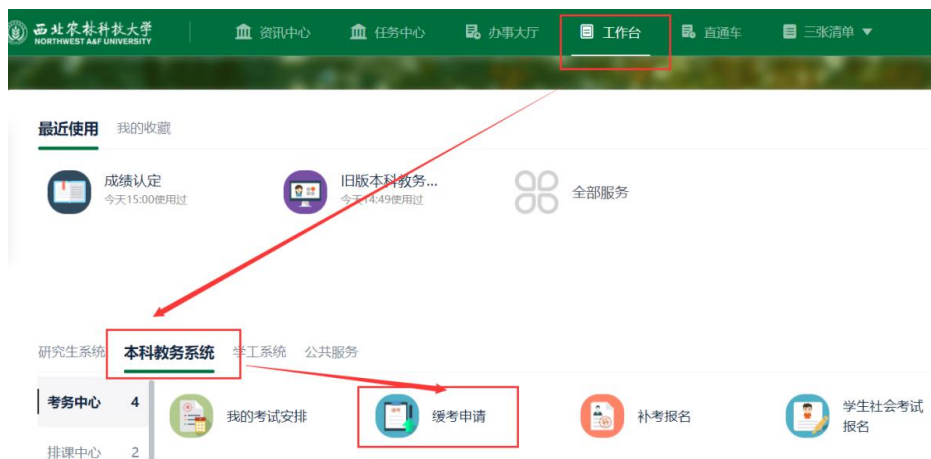 西北农林科技大学
NORTHWEST A&F UNIVERSITY
资讯中心
任务中心
办事大厅
工作台
直通车
三张清单 ▼
最近使用 我的收藏
成绩认定
今天15:00使用过
旧版本科教务...
今天14:49使用过
全部服务
研究生系统 本科教务系统 学工系统 公共服务
考务中心 4
排课中心 2
我的考试安排
缓考申请
补考报名
学生社会考试
报名